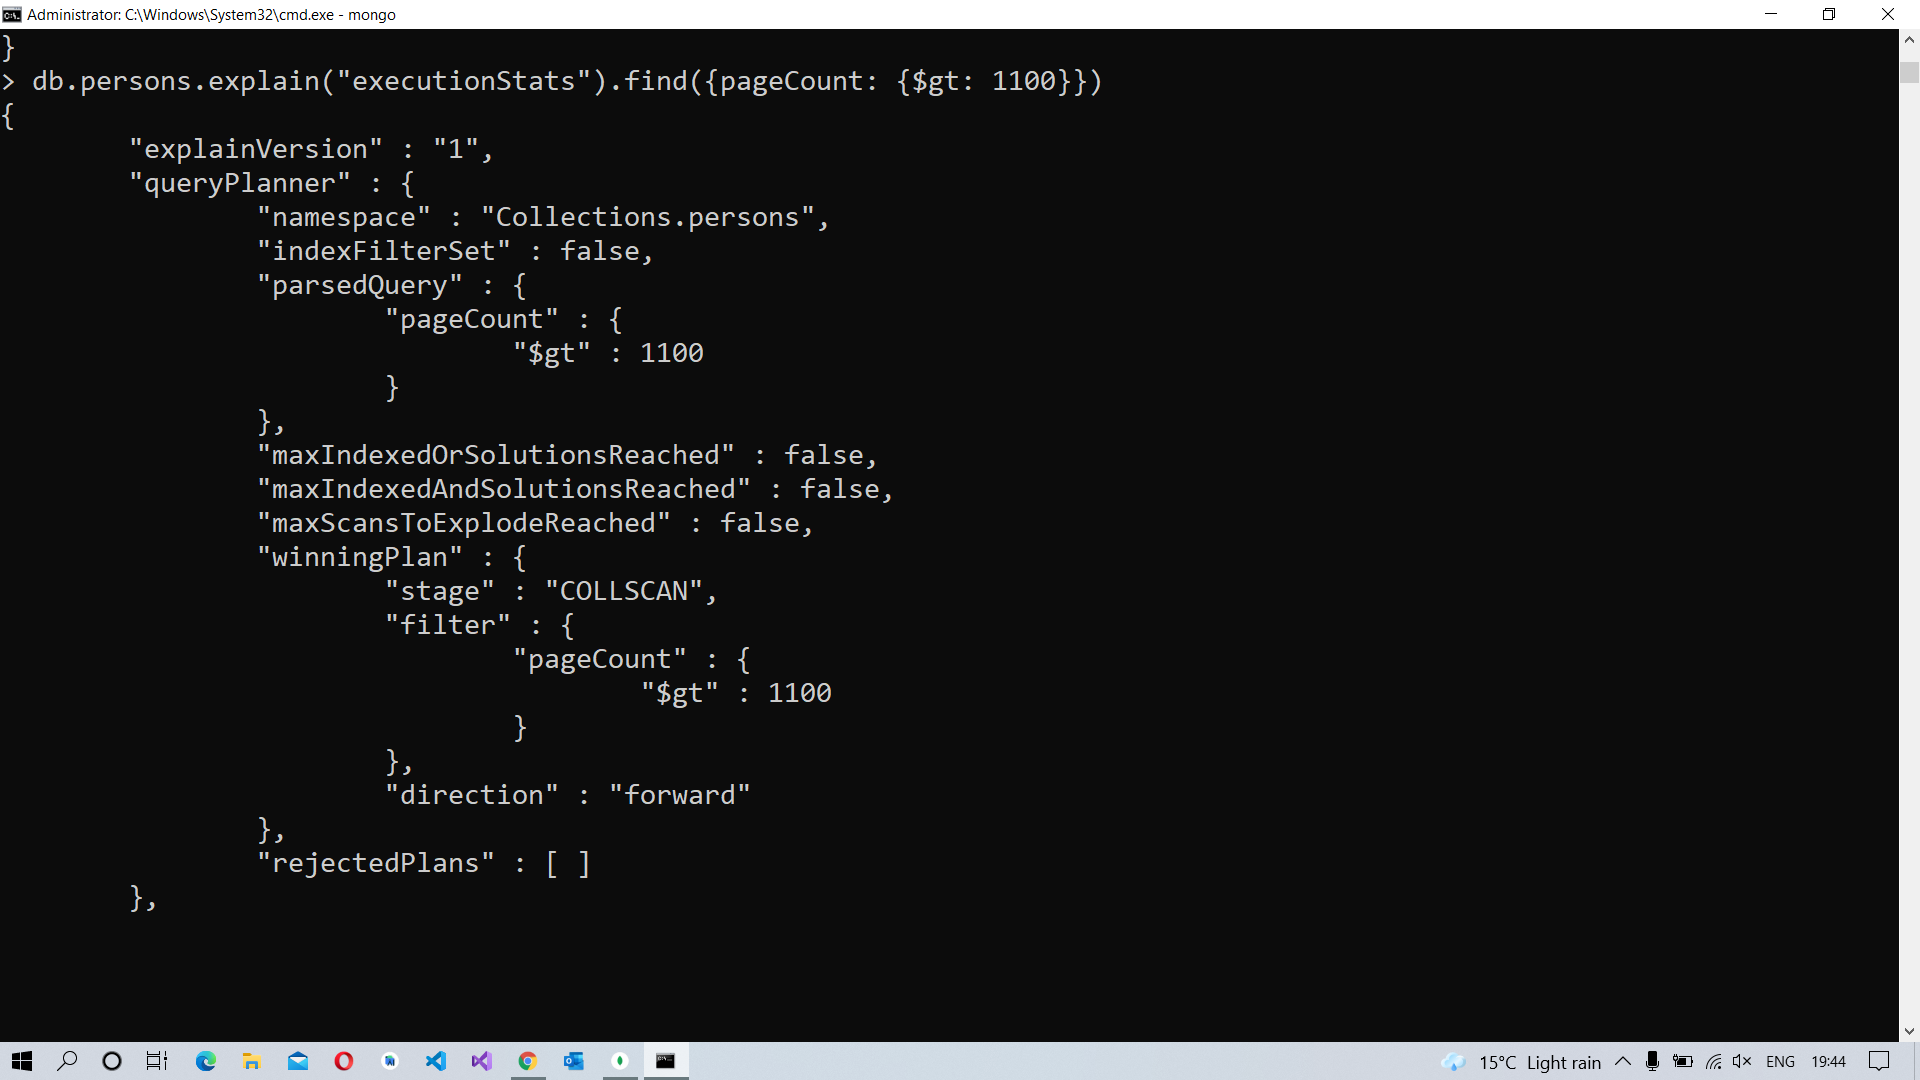 Administrator: C:\Windows\System32\cmd.exe - mongo
}
> db.persons.explain("executionStats").find({pageCount: {$gt: 1100}})
{
        "explainVersion" : "1",
        "queryPlanner" : {
                "namespace" : "Collections.persons",
                "indexFilterSet" : false,
                "parsedQuery" : {
                        "pageCount" : {
                                "$gt" : 1100
                        }
                },
                "maxIndexedOrSolutionsReached" : false,
                "maxIndexedAndSolutionsReached" : false,
                "maxScansToExplodeReached" : false,
                "winningPlan" : {
                        "stage" : "COLLSCAN",
                        "filter" : {
                                "pageCount" : {
                                        "$gt" : 1100
                                }
                        },
                        "direction" : "forward"
                },
                "rejectedPlans" : [ ]
        },
15°C Light rain ENG 19:44